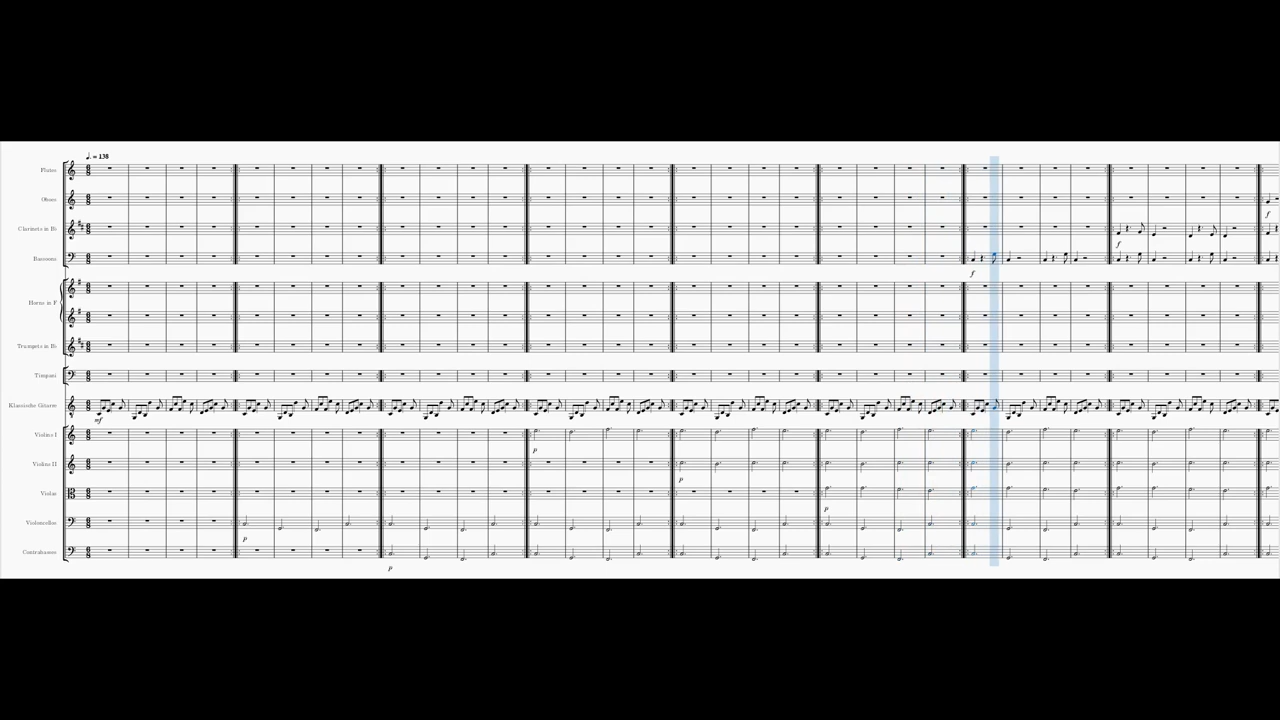 ♩. = 138
Flutes
Oboes
Clarinets in B♭
Bassoons
f
f
f
Horns in F
Trumpets in B♭
Timpani
Klassische Gitarre
mf
Violins I
p
Violins II
p
Violas
p
Violoncellos
p
Contrabasses
p